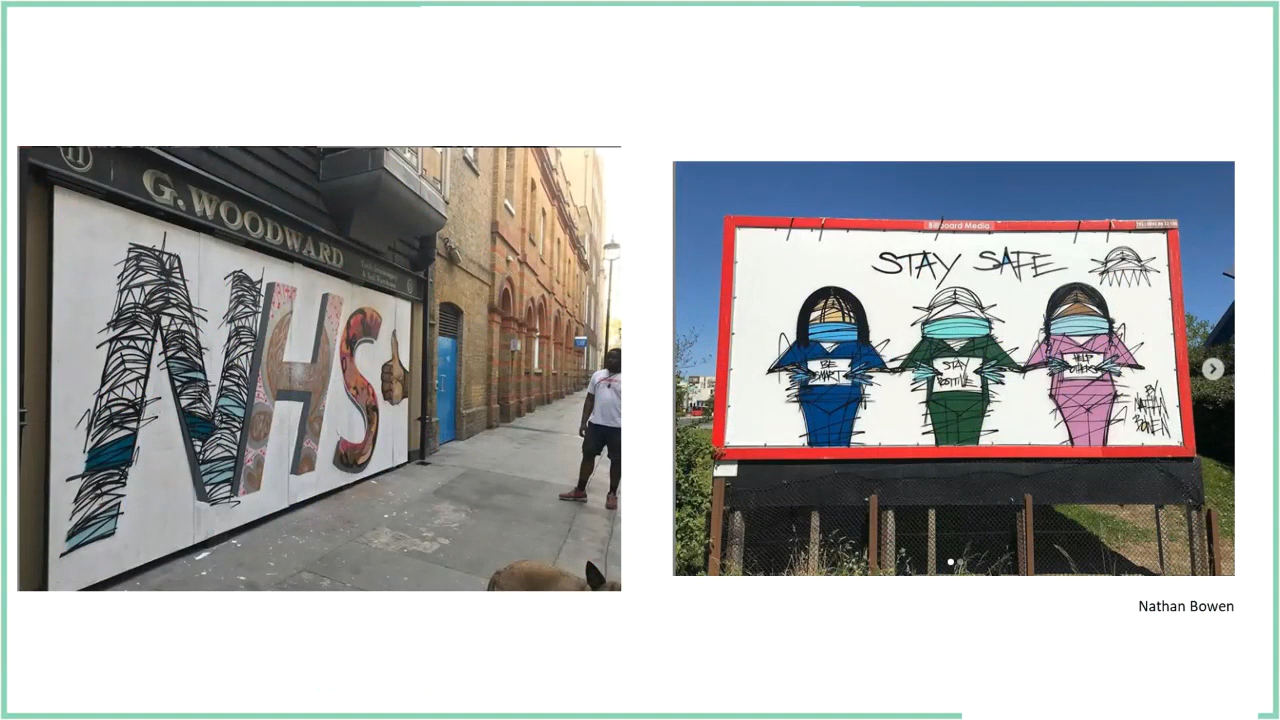 11
G.WOODWARD
NHS
Billboard Media
STAY SAFE
BE
SMART
STAY
POSITIVE
HELP
OTHERS
BY
NATHAN
BOWEN
Nathan Bowen